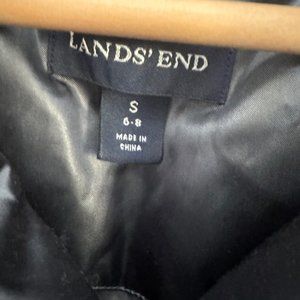 LANDS' END
S
6-8
MADE IN
CHINA